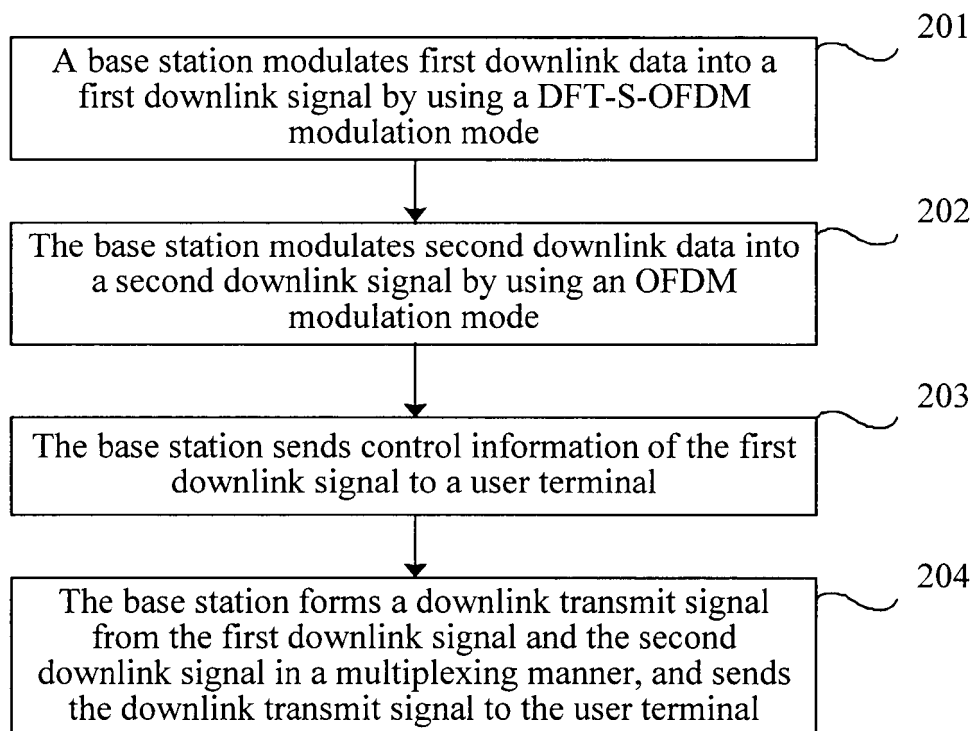 201
A base station modulates first downlink data into a
first downlink signal by using a DFT-S-OFDM
modulation mode
202
The base station modulates second downlink data into
a second downlink signal by using an OFDM
modulation mode
203
The base station sends control information of the first
downlink signal to a user terminal
204
The base station forms a downlink transmit signal
from the first downlink signal and the second
downlink signal in a multiplexing manner, and sends
the downlink transmit signal to the user terminal